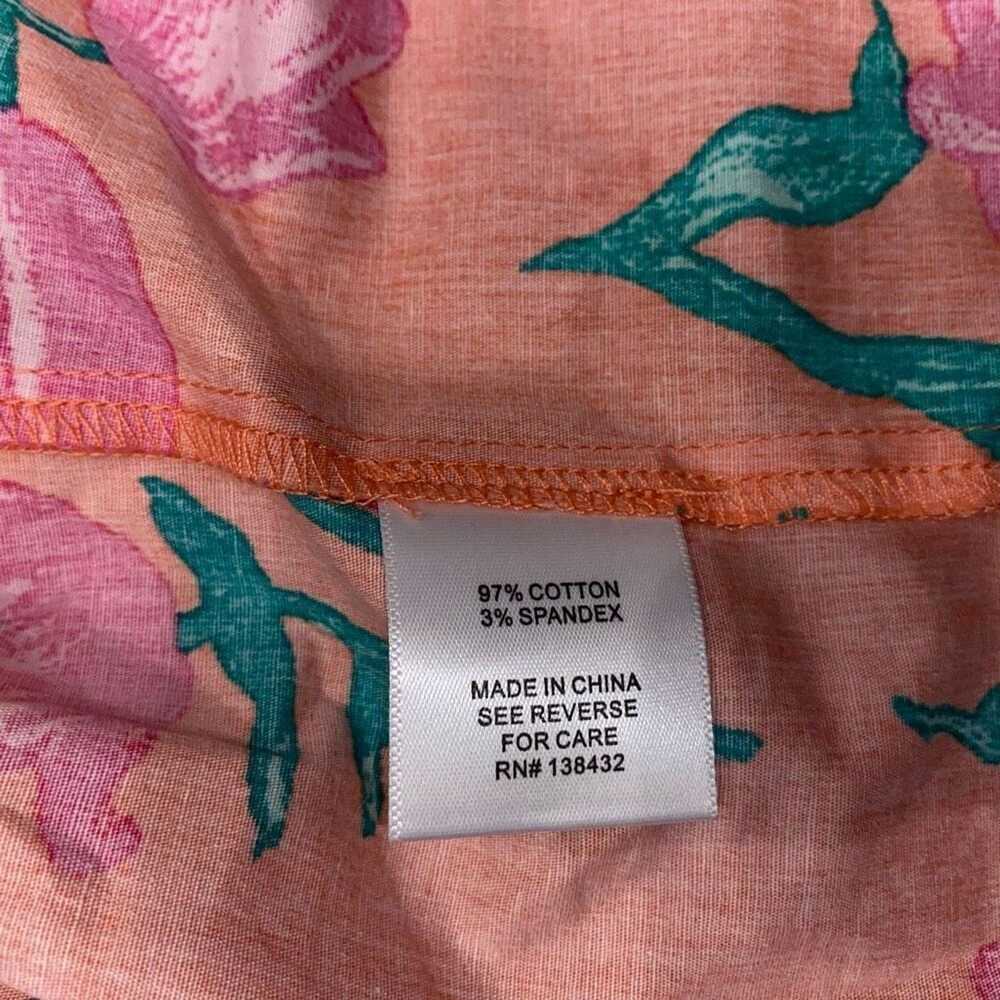 97% COTTON
3% SPANDEX
MADE IN CHINA
SEE REVERSE
FOR CARE
RN# 138432